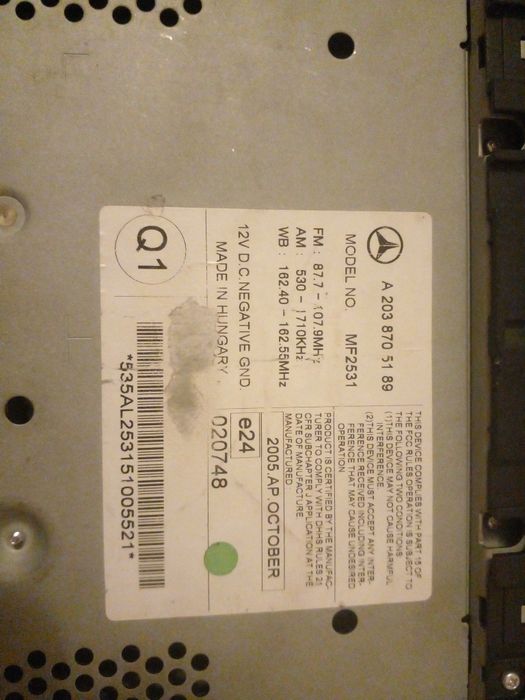 A 203 870 51 89
MODEL NO. MF2531
FM : 87.7 - 107.9MHz
AM : 530 - 1710KHz
WB : 162.40 - 162.55MHz
12V D.C.NEGATIVE GND.
MADE IN HUNGARY.
Q1
*535AL253151005521*
THIS DEVICE COMPLIES WITH PART 15 OF
THE FCC RULES OPERATION IS SUBJECT TO
THE FOLLOWING TWO CONDITIONS
(1)THIS DEVICE MAY NOT CAUSE HARMFUL
INTERFERENCE
(2)THIS DEVICE MUST ACCEPT ANY INTER-
FERENCE RECEIVED INCLUDING INTER-
FERENCE THAT MAY CAUSE UNDESIRED
OPERATION
PRODUCT IS CERTIFIED BY THE MANUFAC-
TURER TO COMPLY WITH DHHS RULES 21
CFR SUBCHAPTER J APPLICATION AT THE
DATE OF MANUFACTURE
MANUFACTURED
2005 AP OCTOBER
e24
020748